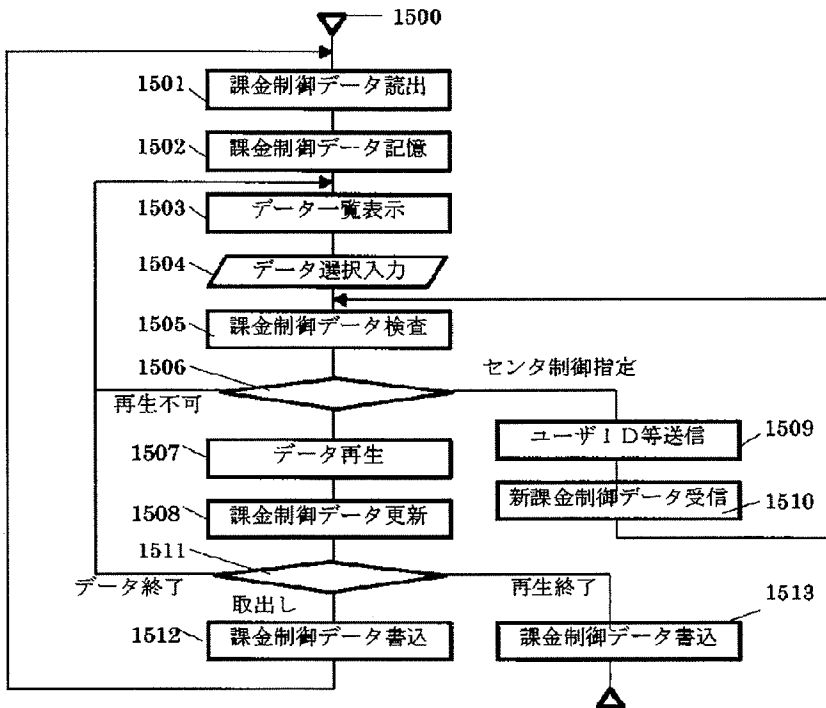 1500
1501 課金制御データ読出
1502 課金制御データ記憶
1503 データ一覧表示
1504 データ選択入力
1505 課金制御データ検査
1506
センタ制御指定
再生不可
1507 データ再生
ユーザID等送信 1509
1508 課金制御データ更新
新課金制御データ受信 1510
1511
データ終了
取出し
再生終了
1512 課金制御データ書込
課金制御データ書込 1513